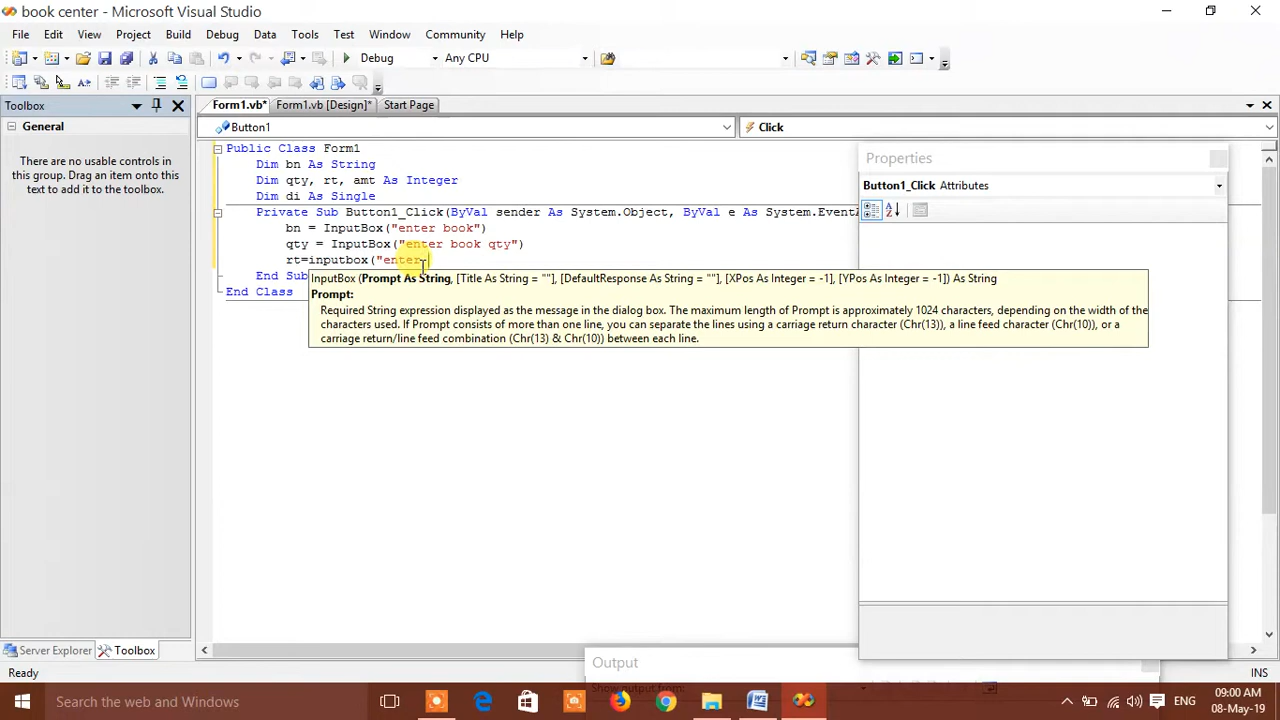 book center - Microsoft Visual Studio
File Edit View Project Build Debug Data Tools Test Window Community Help
Debug Any CPU
Toolbox
General
There are no usable controls in
this group. Drag an item onto this
text to add it to the toolbox.
Server Explorer Toolbox
Form1.vb* Form1.vb [Design]* Start Page
Button1 Click
Public Class Form1
Dim bn As String
Dim qty, rt, amt As Integer
Dim di As Single
Private Sub Button1_Click(ByVal sender As System.Object, ByVal e As System.EventA
bn = InputBox("enter book")
qty = InputBox("enter book qty")
rt=inputbox("enter
End Sub
End Class
InputBox (Prompt As String, [Title As String = ""], [DefaultResponse As String = ""], [XPos As Integer = -1], [YPos As Integer = -1]) As String
Prompt:
Required String expression displayed as the message in the dialog box. The maximum length of Prompt is approximately 1024 characters, depending on the width of the
characters used. If Prompt consists of more than one line, you can separate the lines using a carriage return character (Chr(13)), a line feed character (Chr(10)), or a
carriage return/line feed combination (Chr(13) & Chr(10)) between each line.
Properties
Button1_Click Attributes
Output
Show output from:
Ready INS
Search the web and Windows
ENG
09:00 AM
08-May-19